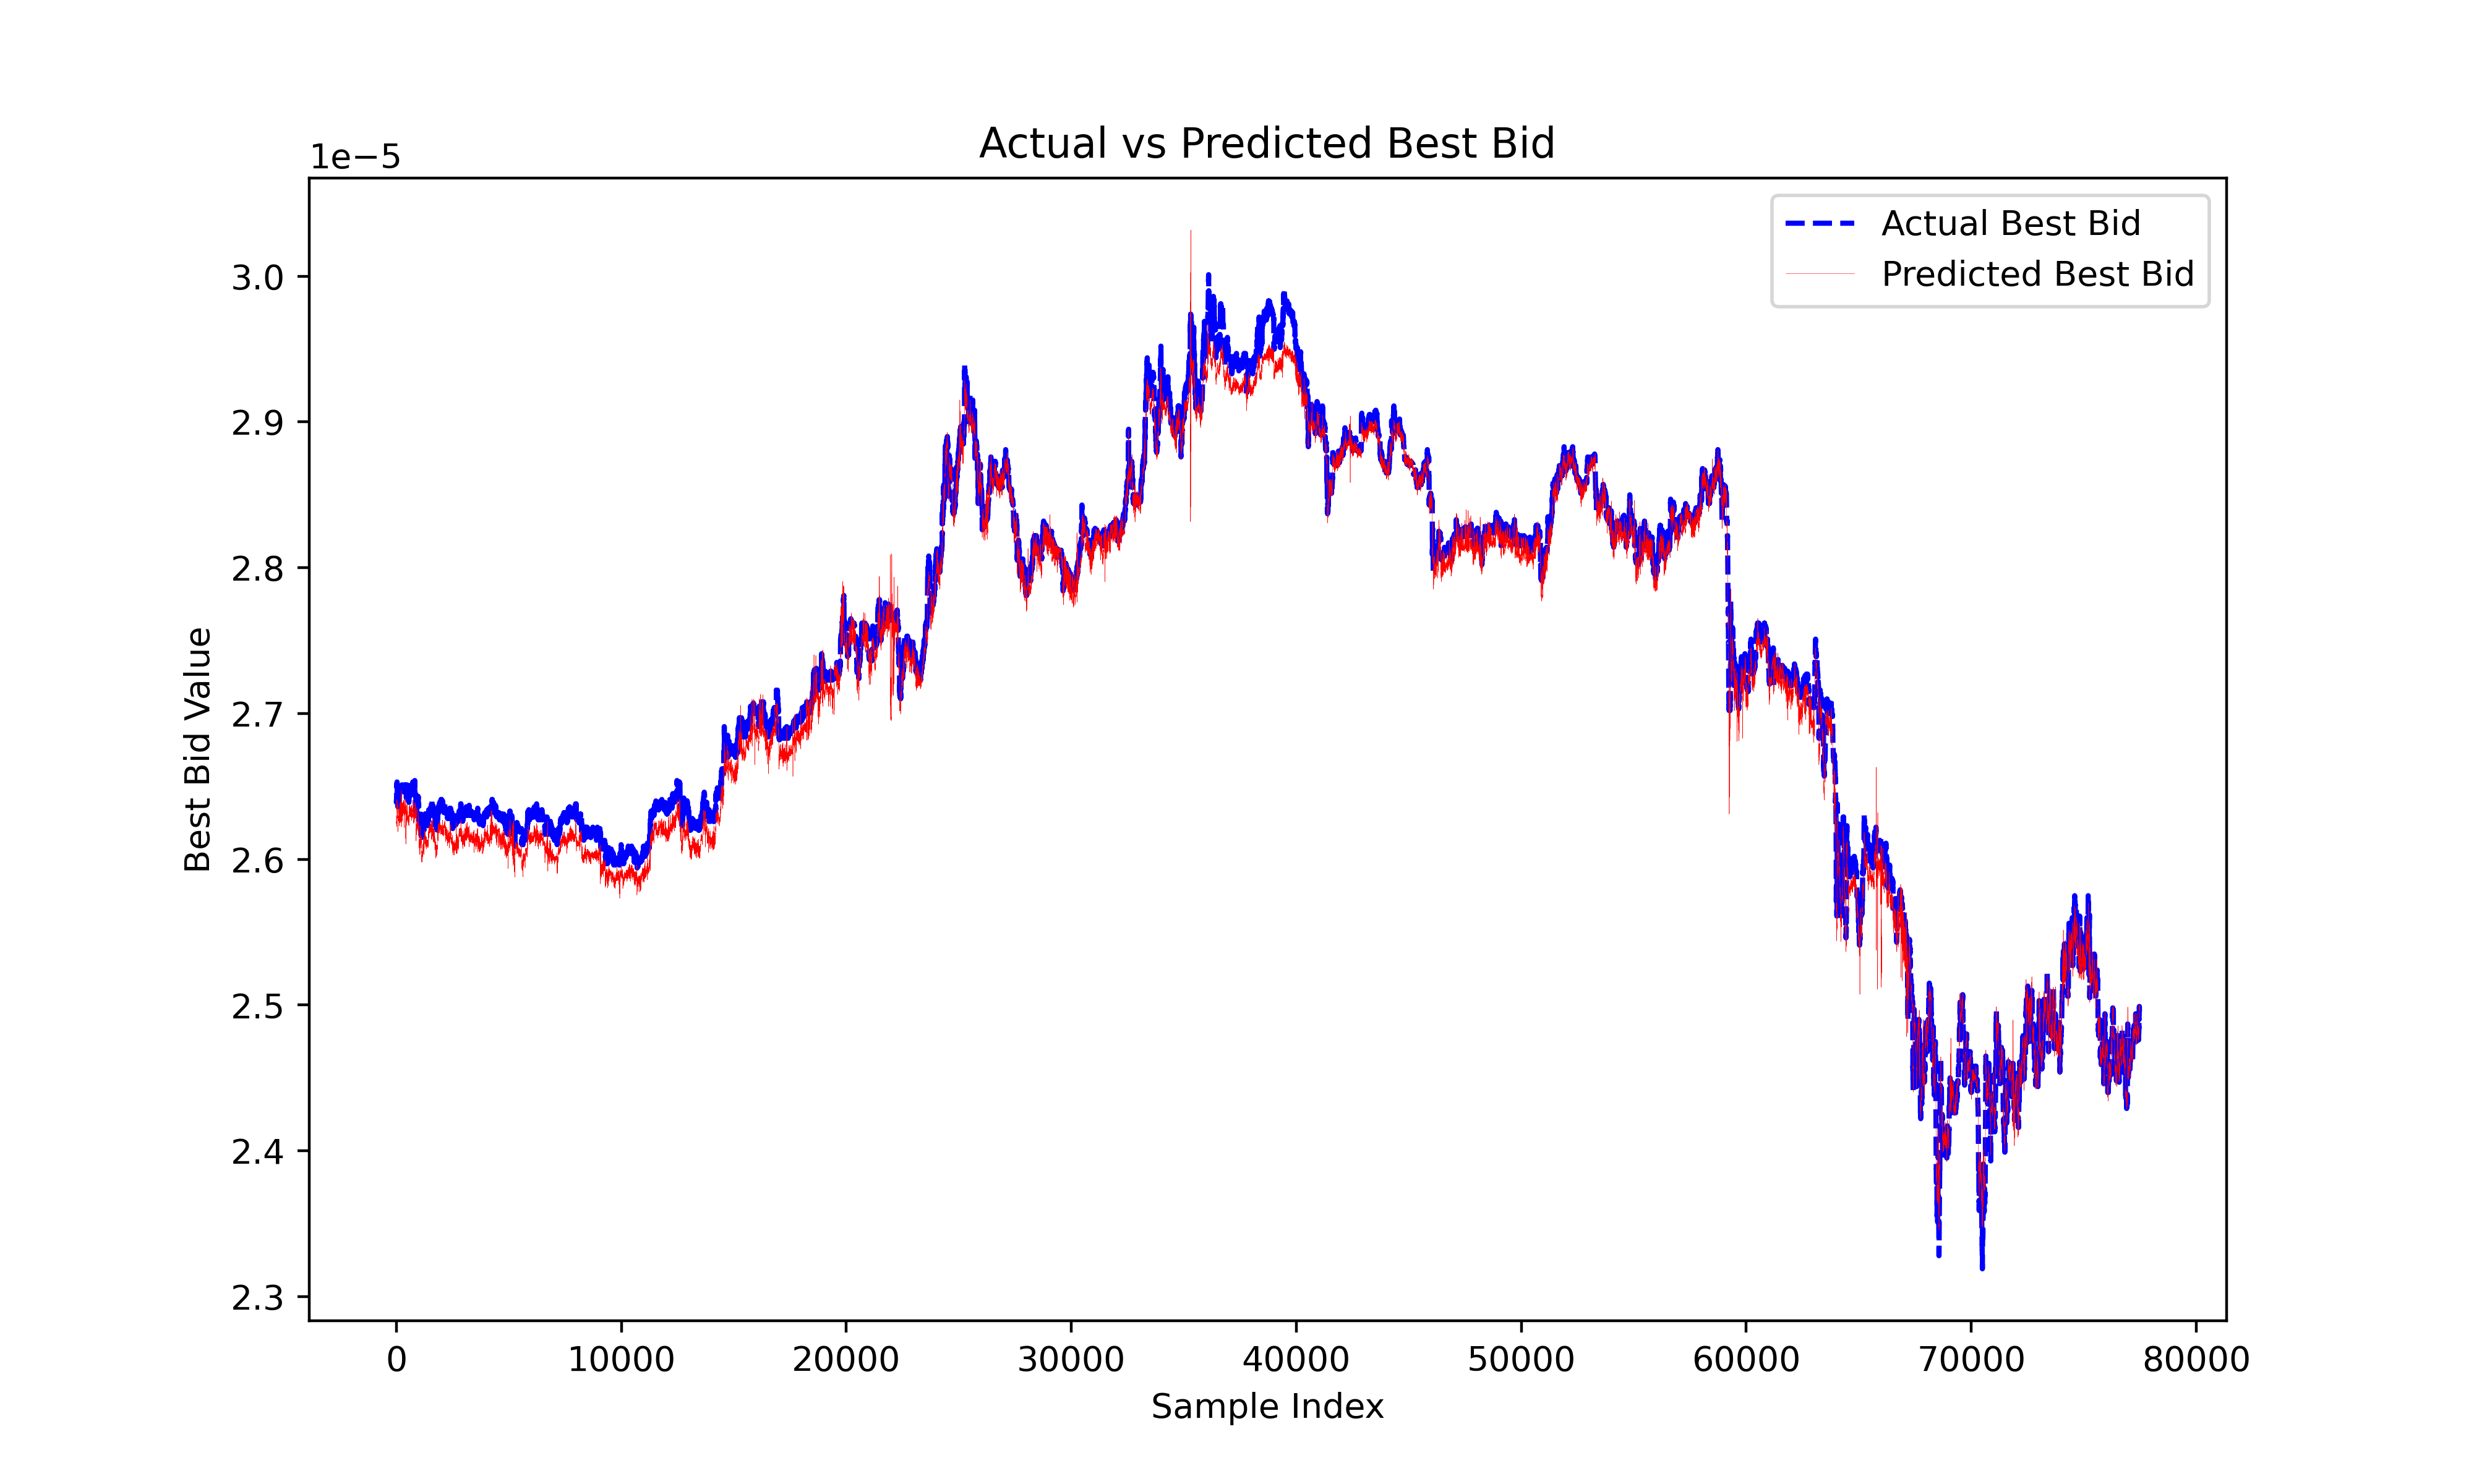 Actual vs Predicted Best Bid
1e−5
Actual Best Bid
Predicted Best Bid
3.0
2.9
2.8
2.7
2.6
2.5
2.4
2.3
Best Bid Value
0 10000 20000 30000 40000 50000 60000 70000 80000
Sample Index